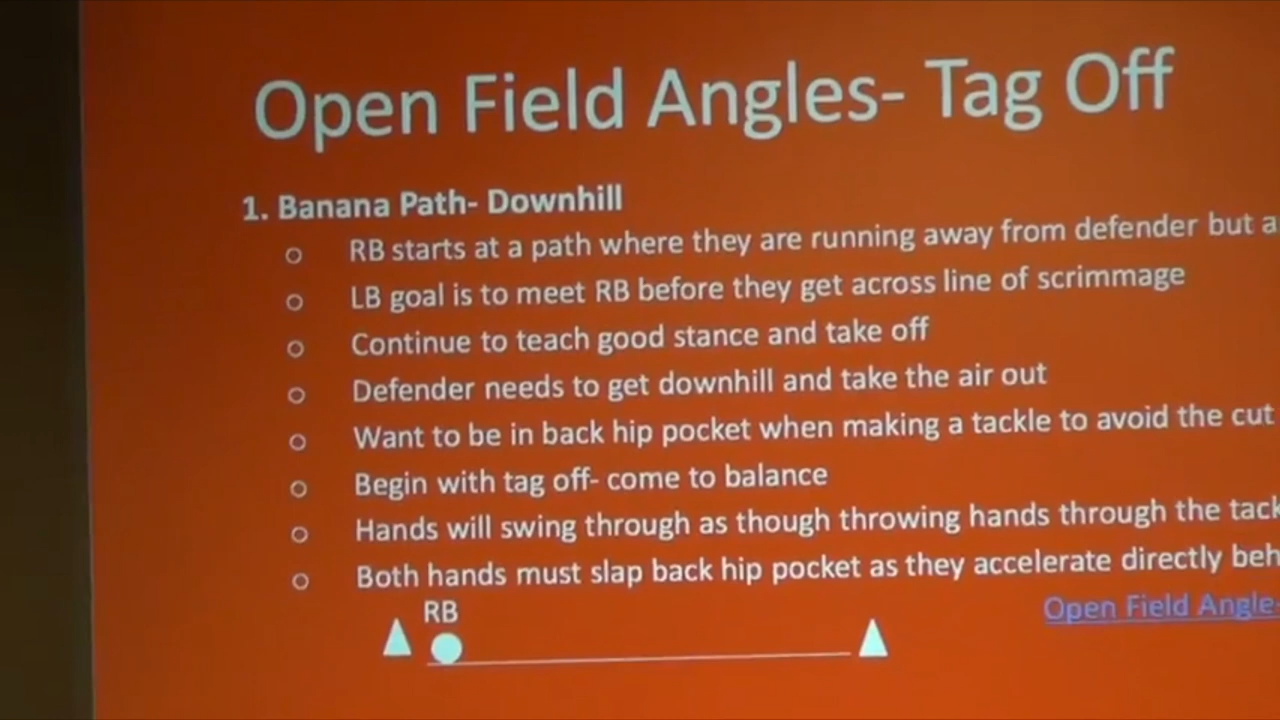 Open Field Angles- Tag Off
1. Banana Path- Downhill
RB starts at a path where they are running away from defender but
LB goal is to meet RB before they get across line of scrimmage
Continue to teach good stance and take off
Defender needs to get downhill and take the air out
Want to be in back hip pocket when making a tackle to avoid the cut
Begin with tag off- come to balance
Hands will swing through as though throwing hands through the
Both hands must slap back hip pocket as they accelerate directly
RB
Open Field Angle-